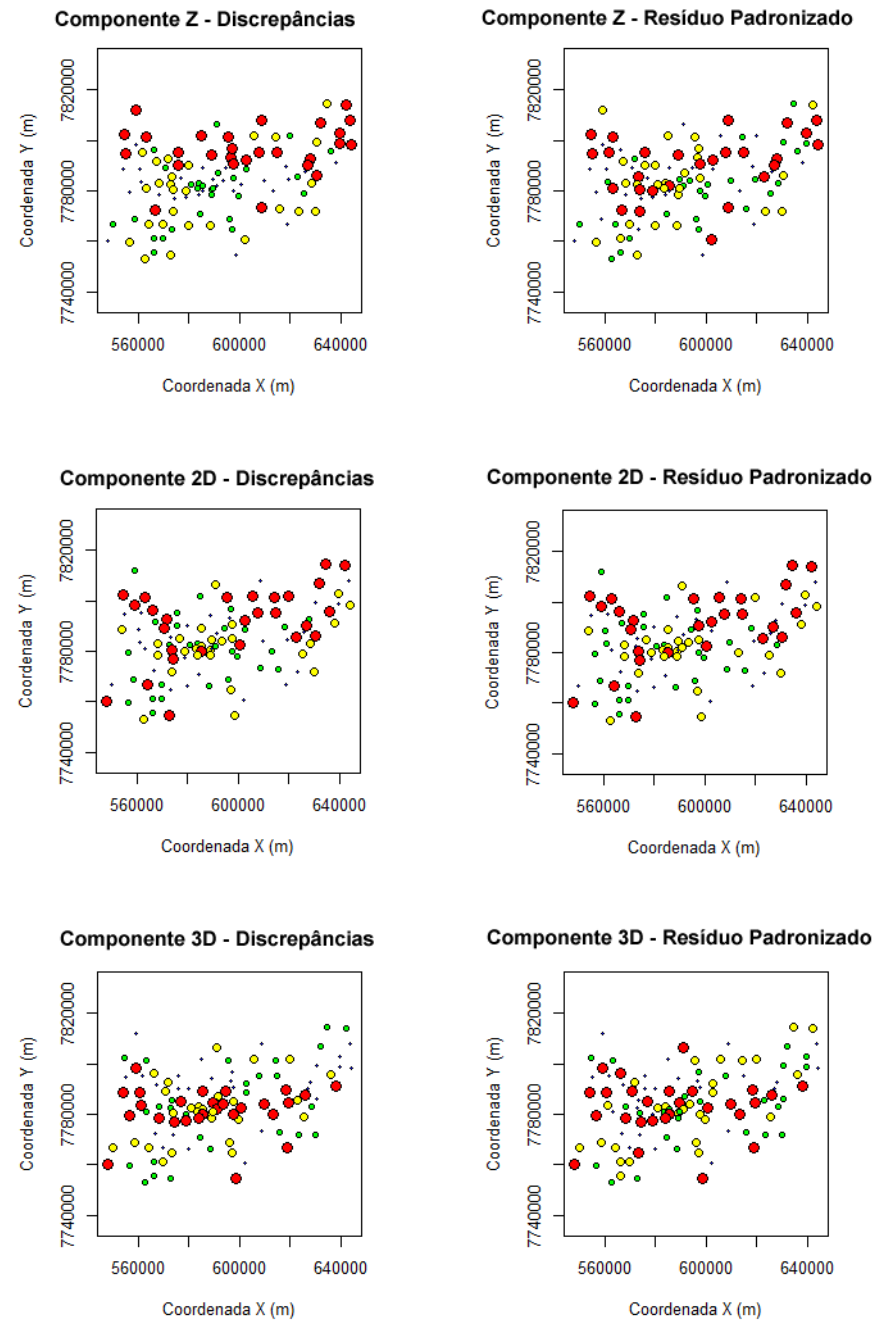 Componente Z - Discrepâncias
Componente Z - Resíduo Padronizado
Coordenada Y (m)
7820000
7780000
7740000
560000 600000 640000
Coordenada X (m)
Coordenada Y (m)
7820000
7780000
7740000
560000 600000 640000
Coordenada X (m)
Componente 2D - Discrepâncias
Componente 2D - Resíduo Padronizado
Coordenada Y (m)
7820000
7780000
7740000
560000 600000 640000
Coordenada X (m)
Coordenada Y (m)
7820000
7780000
7740000
560000 600000 640000
Coordenada X (m)
Componente 3D - Discrepâncias
Componente 3D - Resíduo Padronizado
Coordenada Y (m)
7820000
7780000
7740000
560000 600000 640000
Coordenada X (m)
Coordenada Y (m)
7820000
7780000
7740000
560000 600000 640000
Coordenada X (m)